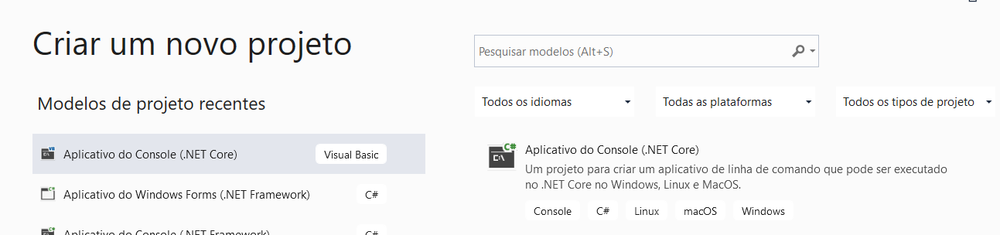 Criar um novo projeto
Pesquisar modelos (Alt+S)
Modelos de projeto recentes
Todos os idiomas
Todas as plataformas
Todos os tipos de projeto
Aplicativo do Console (.NET Core)
Visual Basic
Aplicativo do Windows Forms (.NET Framework)
C#
Aplicativo do Console (.NET Framework)
C#
Aplicativo do Console (.NET Core)
Um projeto para criar um aplicativo de linha de comando que pode ser executado
no .NET Core no Windows, Linux e MacOS.
Console
C#
Linux
macOS
Windows